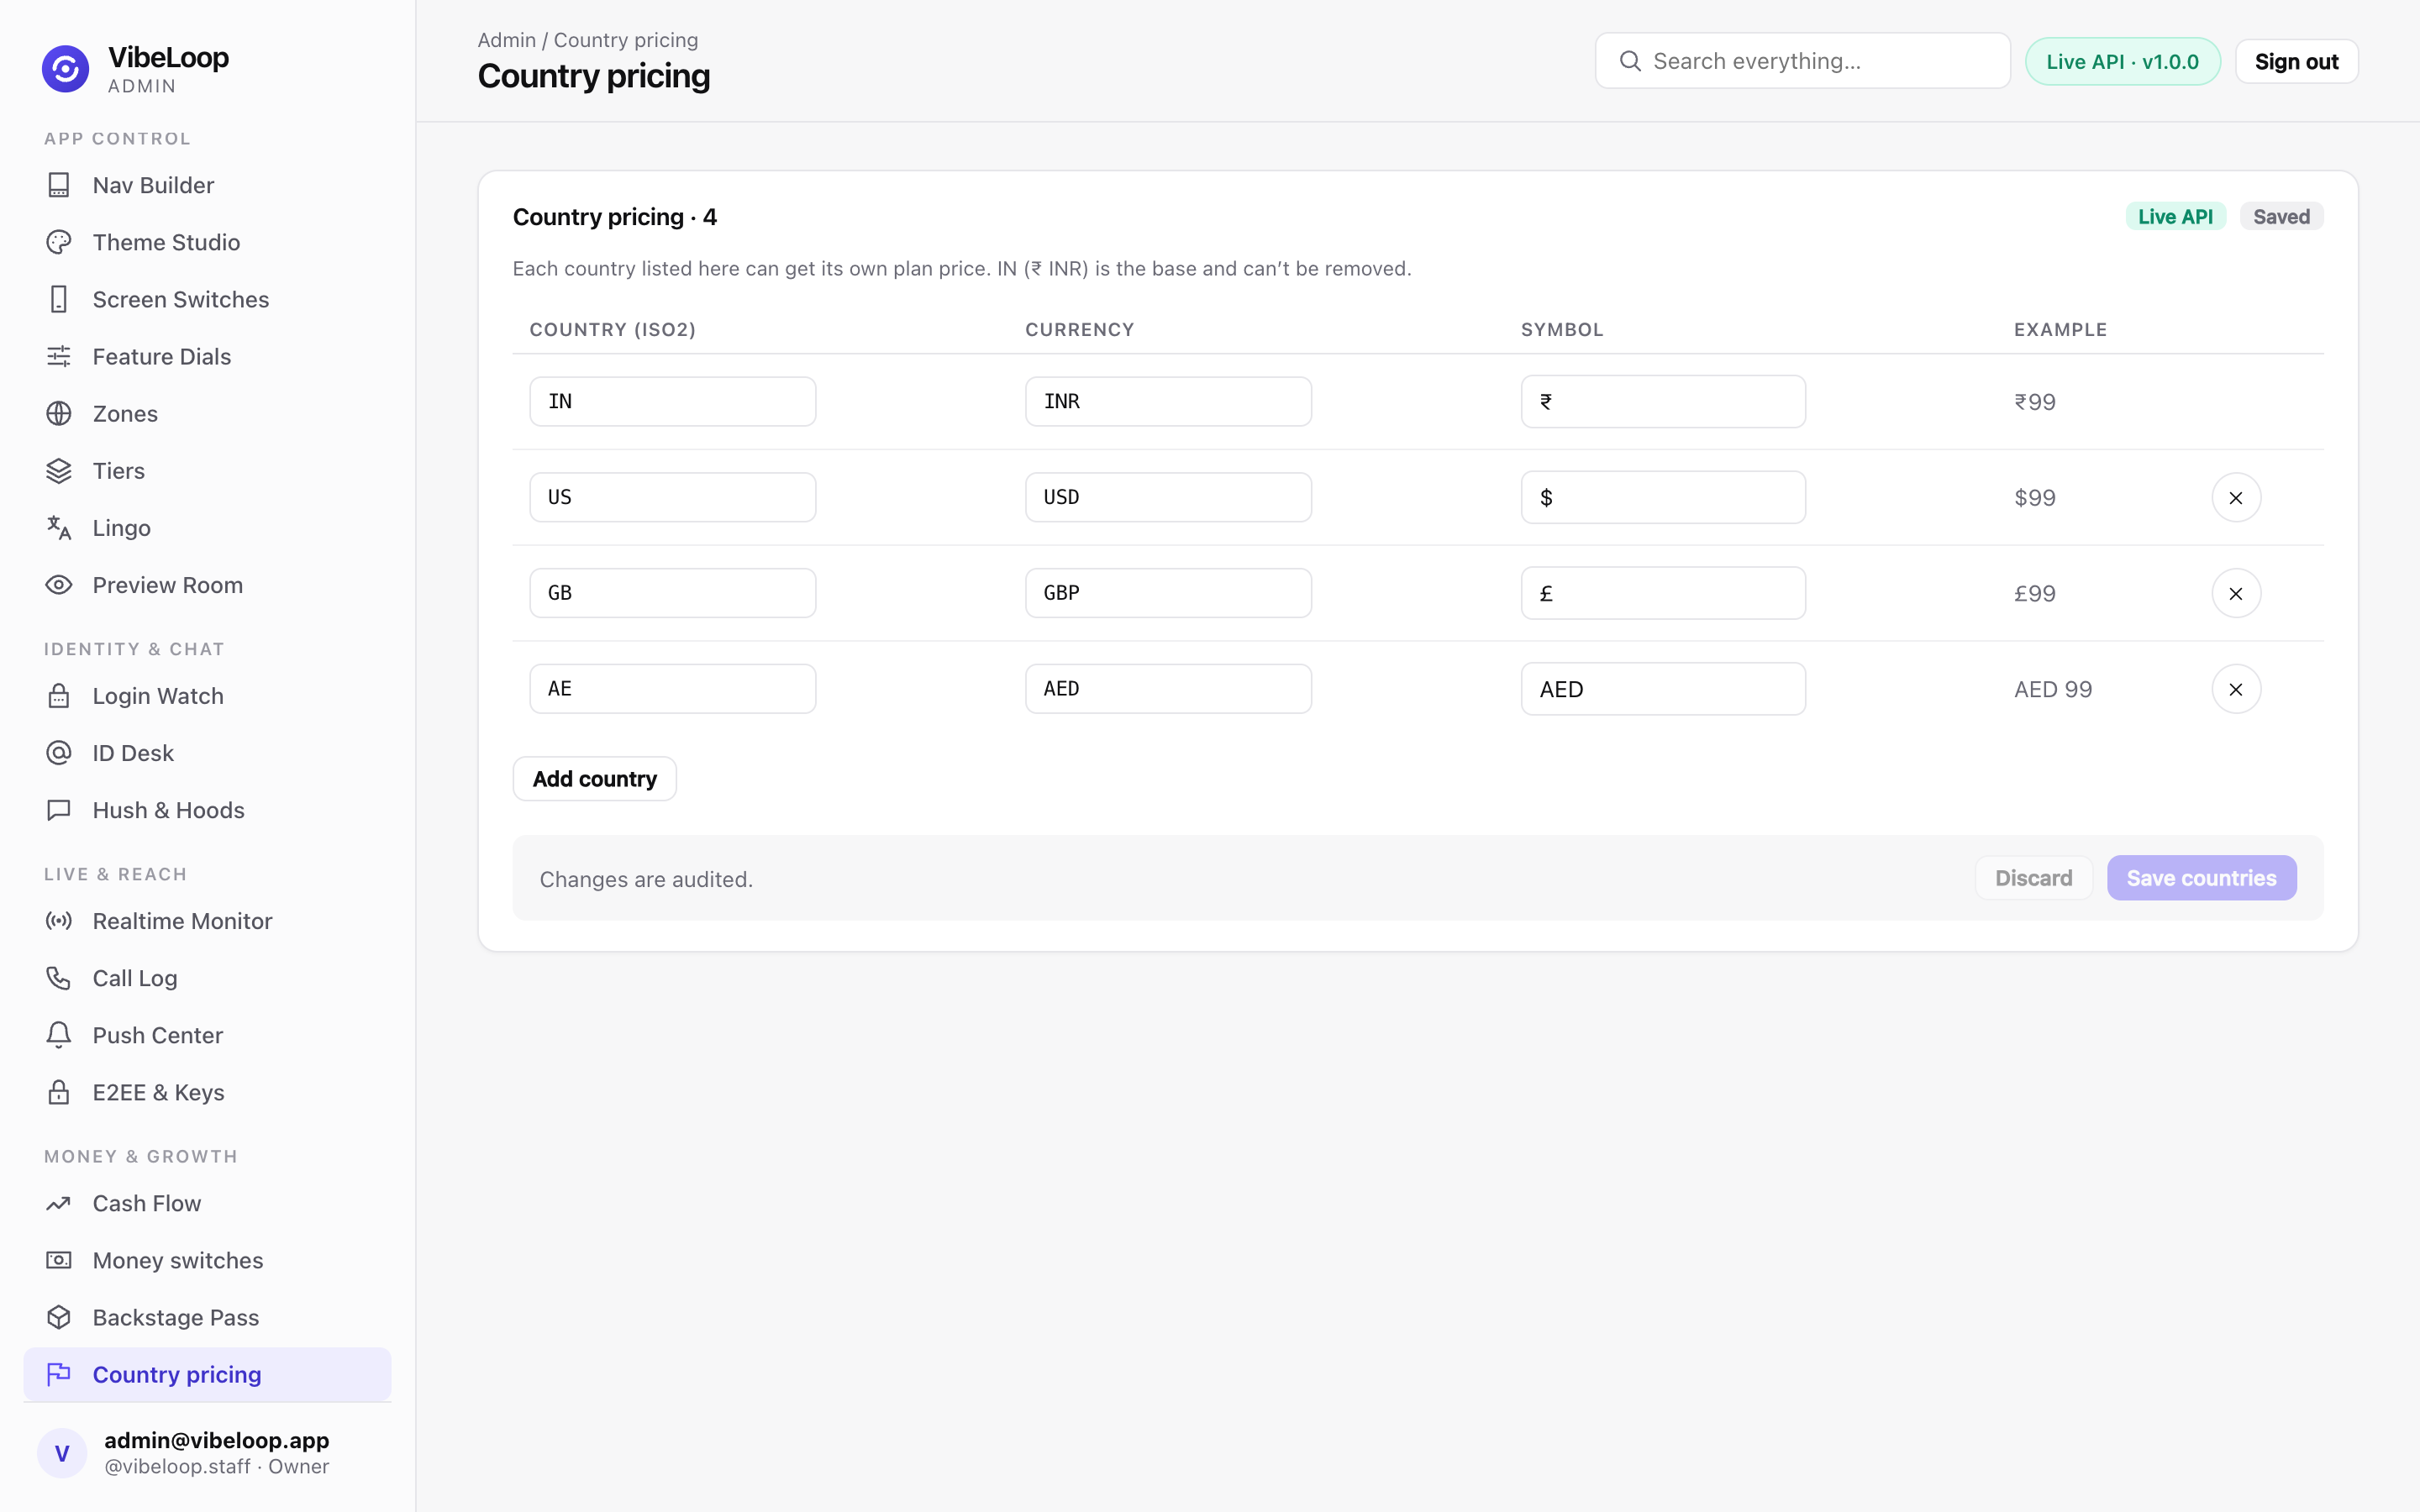 VibeLoop
ADMIN
APP CONTROL
Nav Builder
Theme Studio
Screen Switches
Feature Dials
Zones
Tiers
Lingo
Preview Room
IDENTITY & CHAT
Login Watch
ID Desk
Hush & Hoods
LIVE & REACH
Realtime Monitor
Call Log
Push Center
E2EE & Keys
MONEY & GROWTH
Cash Flow
Money switches
Backstage Pass
Country pricing
V
admin@vibeloop.app
@vibeloop.staff · Owner
Admin / Country pricing
Country pricing
Search everything...
Live API · v1.0.0
Sign out
Country pricing · 4
Live API
Saved
Each country listed here can get its own plan price. IN (₹ INR) is the base and can’t be removed.
COUNTRY (ISO2) CURRENCY SYMBOL EXAMPLE
IN INR ₹ ₹99
US USD $ $99
GB GBP £ £99
AE AED AED AED 99
Add country
Changes are audited.
Discard
Save countries